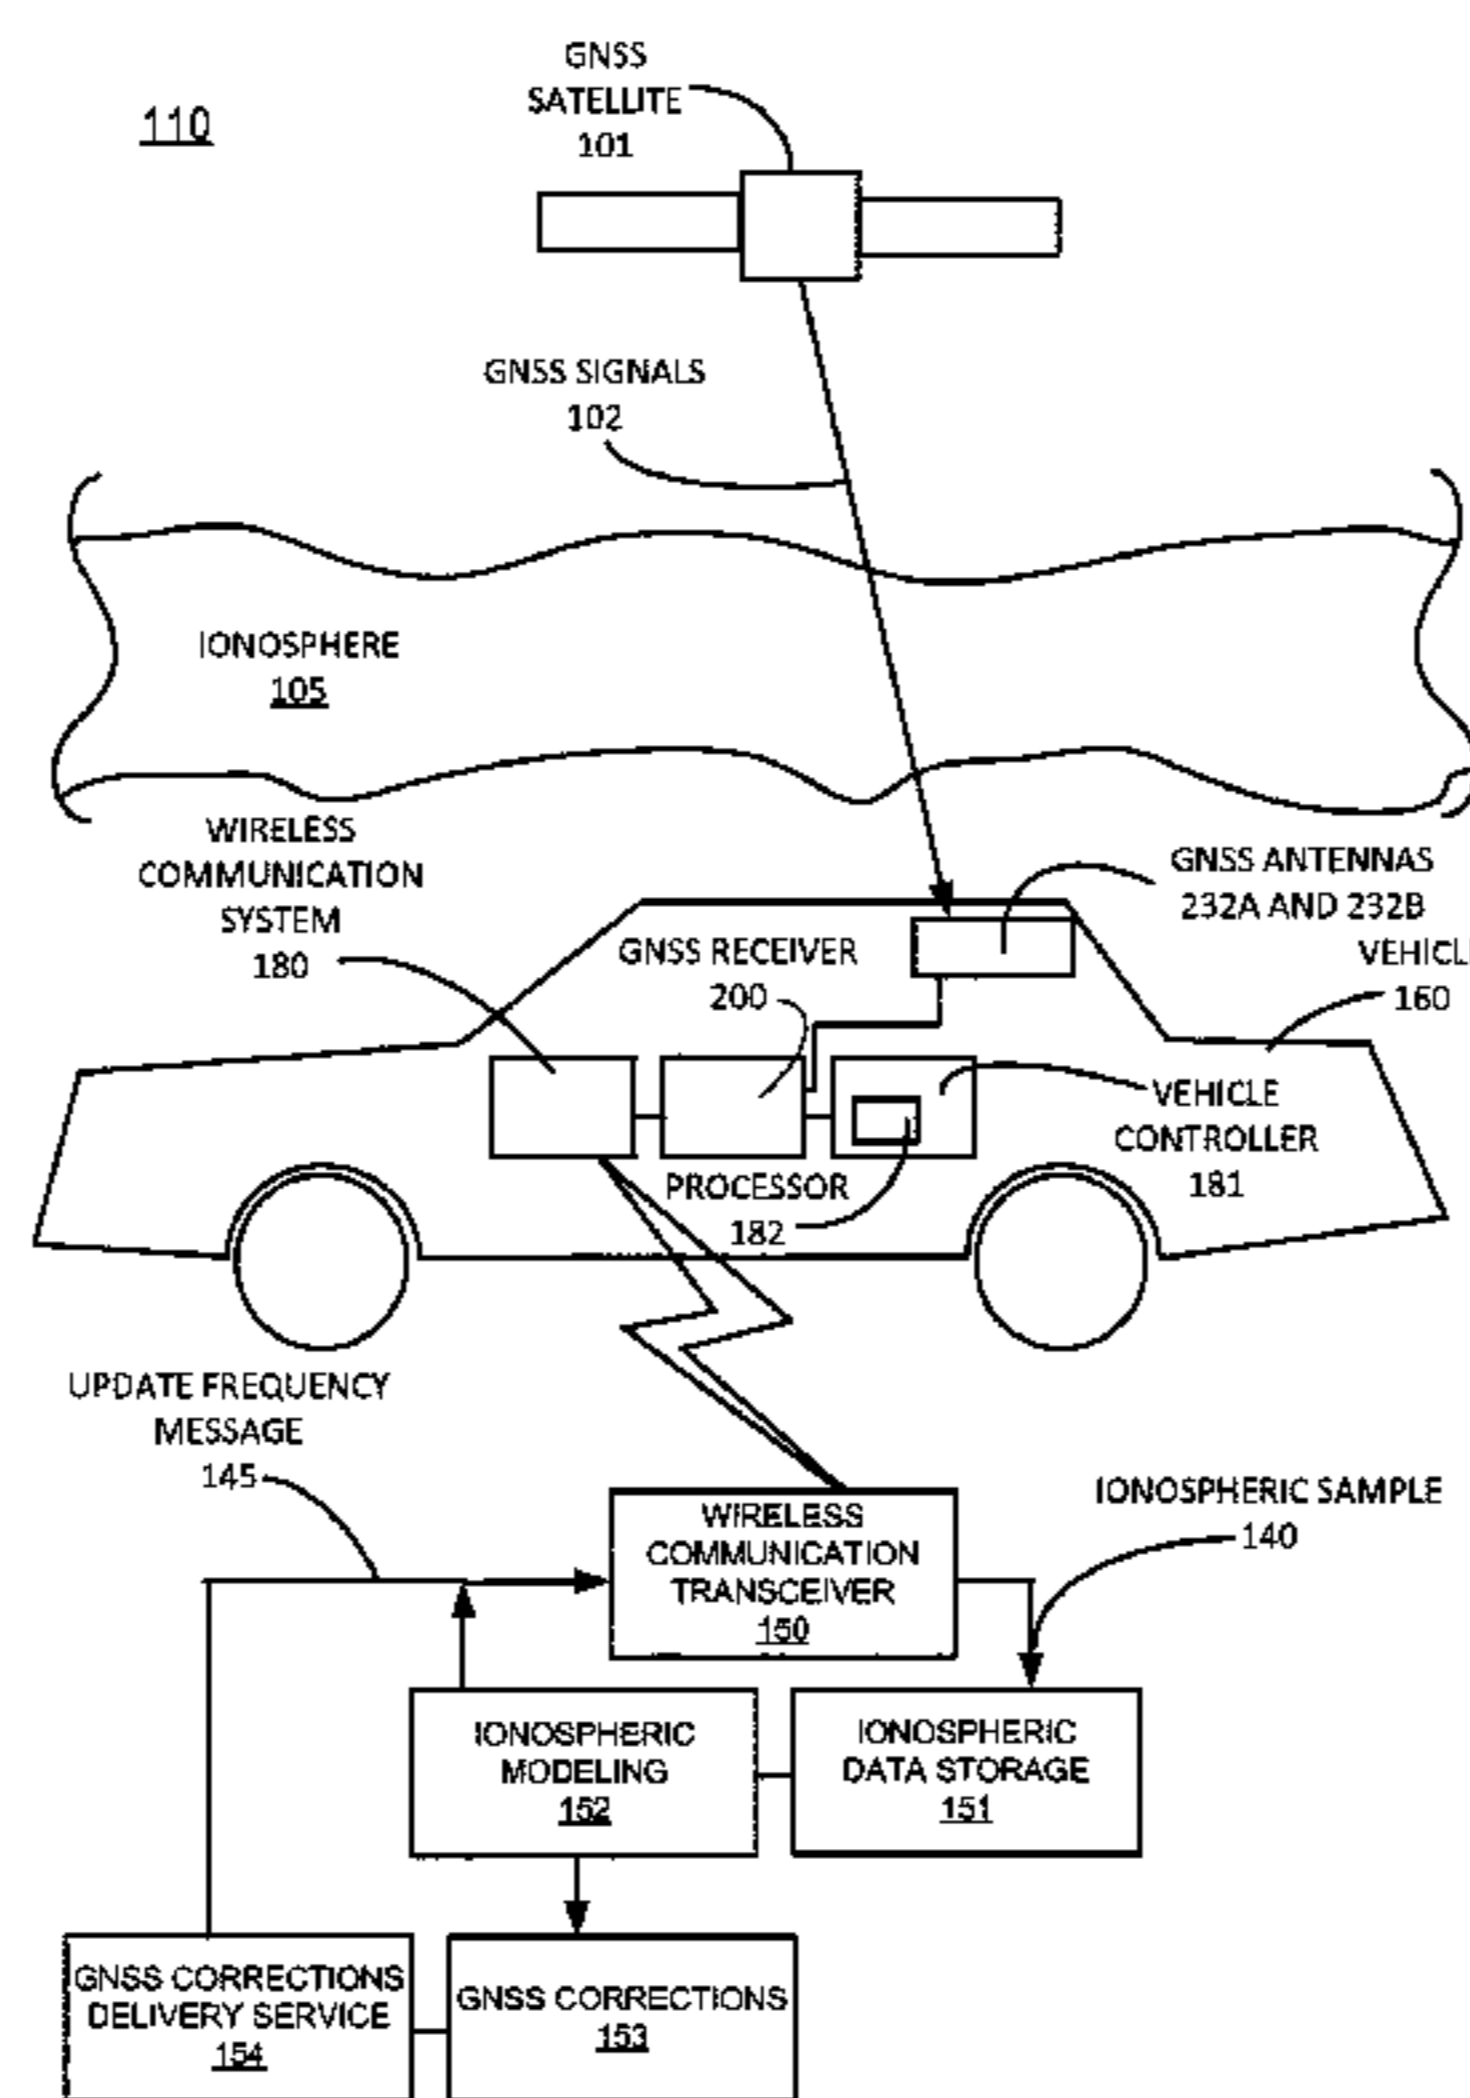 110
GNSS
SATELLITE
101
GNSS SIGNALS
102
IONOSPHERE
105
WIRELESS
COMMUNICATION
SYSTEM
180
GNSS ANTENNAS
232A AND 232B
GNSS RECEIVER
200
VEHICL
160
VEHICLE
CONTROLLER
181
PROCESSOR
182
UPDATE FREQUENCY
MESSAGE
145
IONOSPHERIC SAMPLE
140
WIRELESS
COMMUNICATION
TRANSCEIVER
150
IONOSPHERIC
MODELING
152
IONOSPHERIC
DATA STORAGE
151
GNSS CORRECTIONS
DELIVERY SERVICE
154
GNSS CORRECTIONS
153